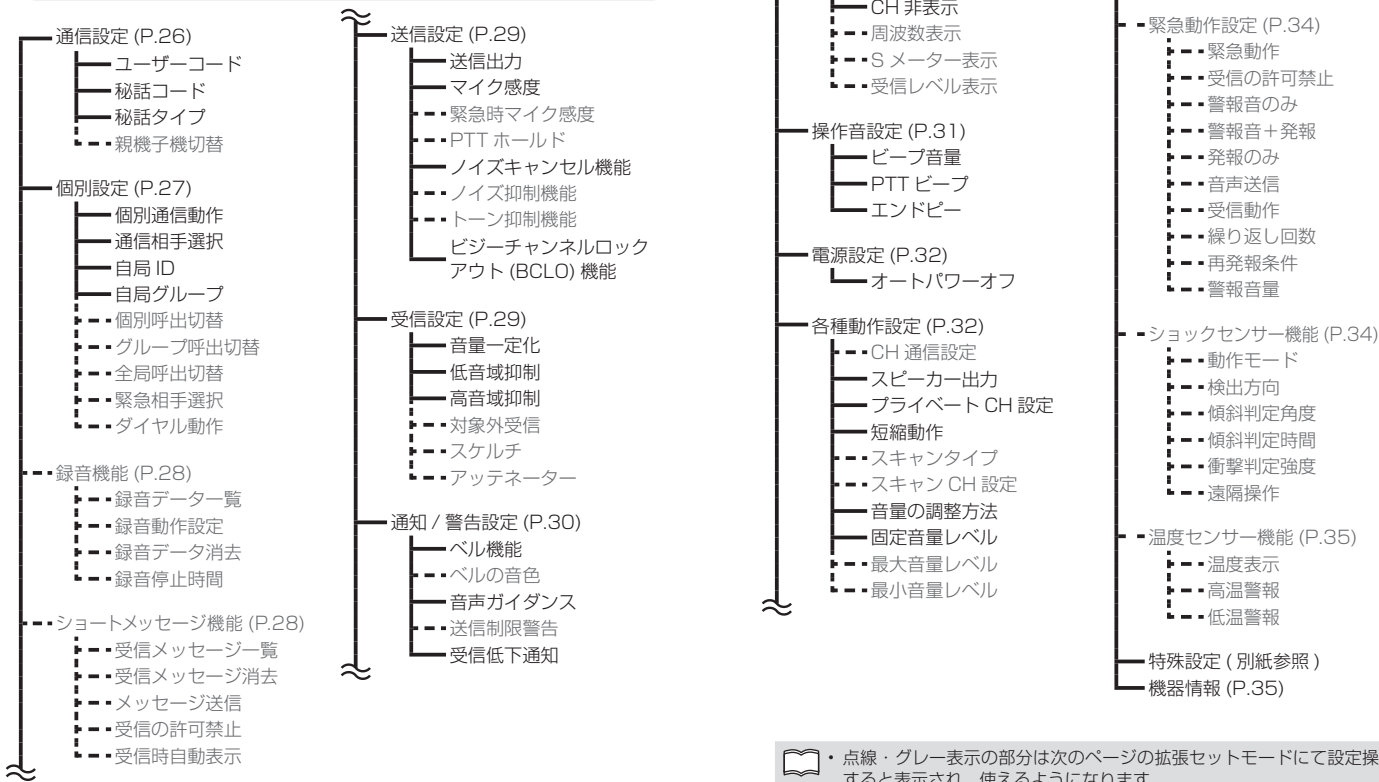 通信設定 (P.26)
ユーザーコード
秘話コード
秘話タイプ
親機子機切替
個別設定 (P.27)
個別通信動作
通信相手選択
自局 ID
自局グループ
個別呼出切替
グループ呼出切替
全局呼出切替
緊急相手選択
ダイヤル動作
録音機能 (P.28)
録音データ一覧
録音動作設定
録音データ消去
録音停止時間
ショートメッセージ機能 (P.28)
受信メッセージ一覧
受信メッセージ消去
メッセージ送信
受信の許可禁止
受信時自動表示
送信設定 (P.29)
送信出力
マイク感度
緊急時マイク感度
PTT ホールド
ノイズキャンセル機能
ノイズ抑制機能
トーン抑制機能
ビジーチャンネルロック
アウト (BCLO) 機能
受信設定 (P.29)
音量一定化
低音域抑制
高音域抑制
対象外受信
スケルチ
アッテネーター
通知 / 警告設定 (P.30)
ベル機能
ベルの音色
音声ガイダンス
送信制限警告
受信低下通知
CH 非表示
周波数表示
S メーター表示
受信レベル表示
操作音設定 (P.31)
ビープ音量
PTT ビープ
エンドピー
電源設定 (P.32)
オートパワーオフ
各種動作設定 (P.32)
CH 通信設定
スピーカー出力
プライベート CH 設定
短縮動作
スキャンタイプ
スキャン CH 設定
音量の調整方法
固定音量レベル
最大音量レベル
最小音量レベル
緊急動作設定 (P.34)
緊急動作
受信の許可禁止
警報音のみ
警報音＋発報
発報のみ
音声送信
受信動作
繰り返し回数
再発報条件
警報音量
ショックセンサー機能 (P.34)
動作モード
検出方向
傾斜判定角度
傾斜判定時間
衝撃判定強度
遠隔操作
温度センサー機能 (P.35)
温度表示
高温警報
低温警報
特殊設定 ( 別紙参照 )
機器情報 (P.35)
・点線・グレー表示の部分は次のページの拡張セットモードにて設定操
すると表示され、使えるようになります。